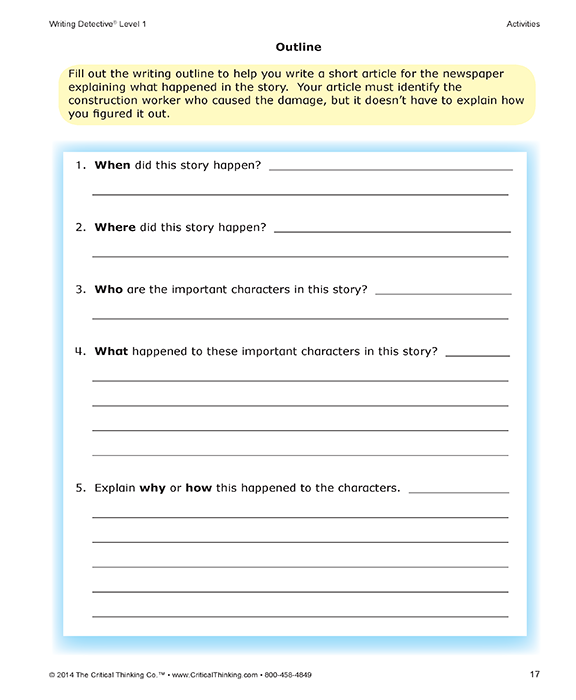 Writing Detective® Level 1
Activities
Outline
Fill out the writing outline to help you write a short article for the newspaper
explaining what happened in the story.  Your article must identify the
construction worker who caused the damage, but it doesn't have to explain how
you figured it out.
1. When did this story happen?
2. Where did this story happen?
3. Who are the important characters in this story?
4. What happened to these important characters in this story?
5. Explain why or how this happened to the characters.
© 2014 The Critical Thinking Co.™ • www.CriticalThinking.com • 800-458-4849
17